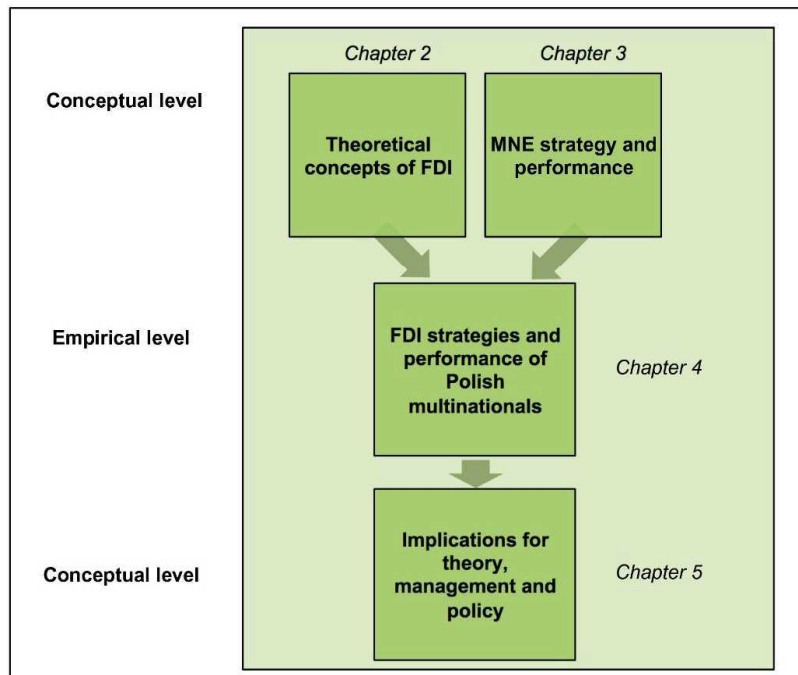 Chapter 2
Chapter 3
Conceptual level
Theoretical
concepts of FDI
MNE strategy and
performance
Empirical level
FDI strategies and
performance of
Polish
multinationals
Chapter 4
Conceptual level
Implications for
theory,
management and
policy
Chapter 5